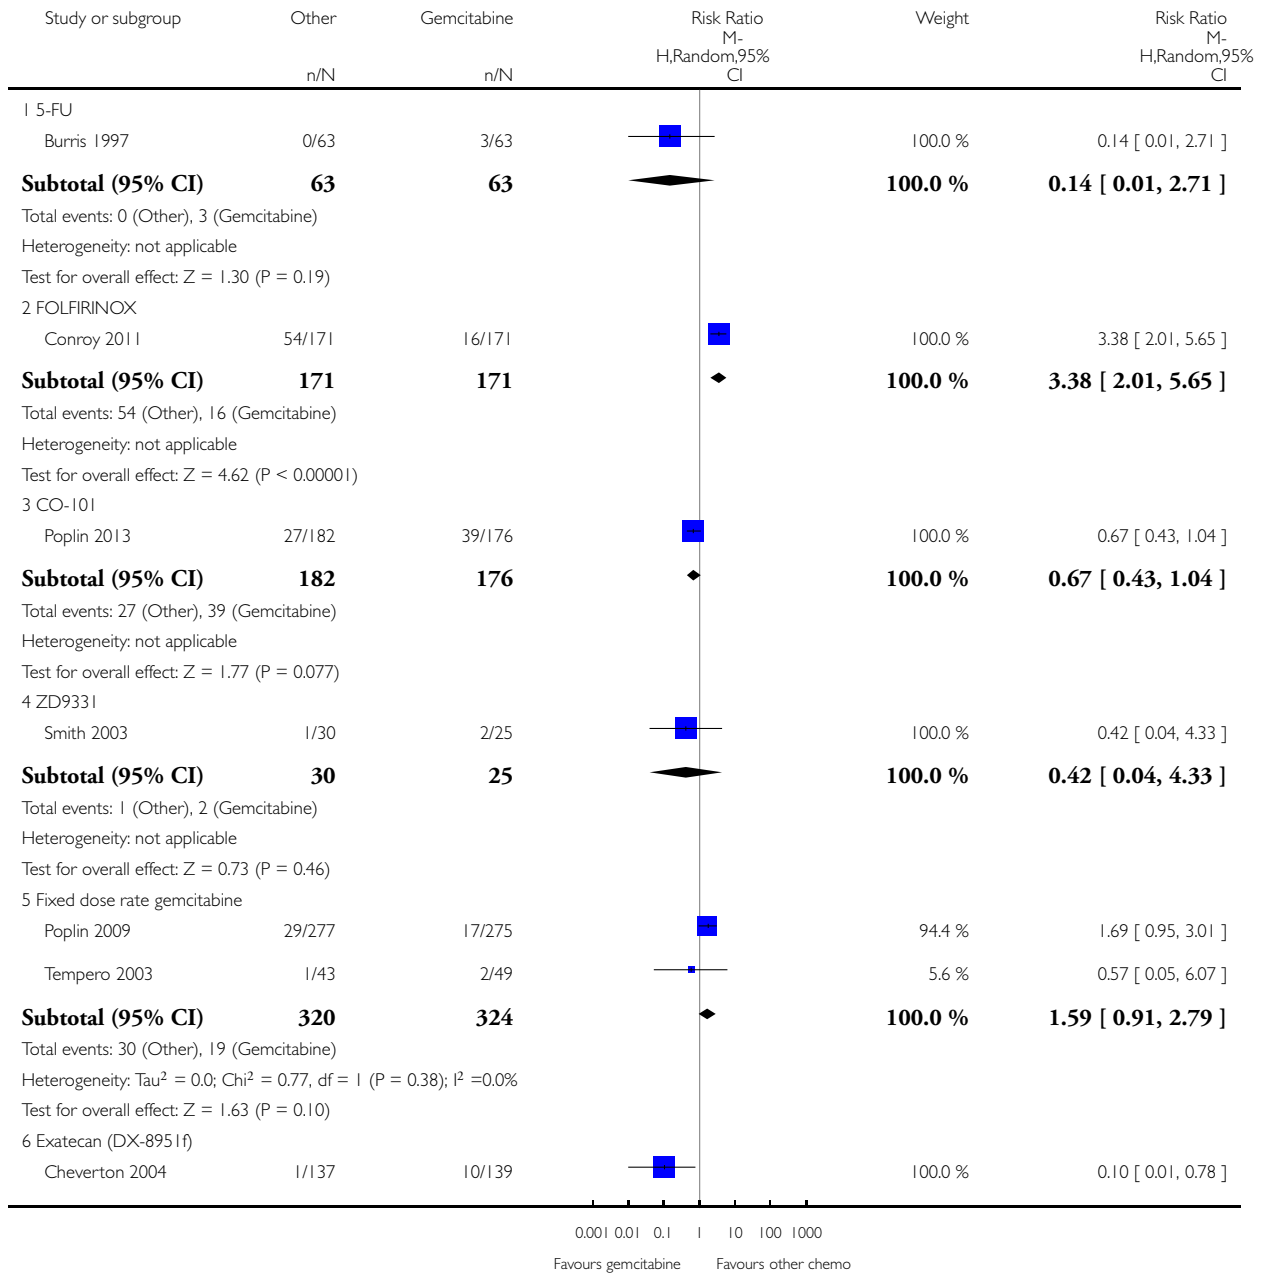 Study or subgroup Other Gemcitabine Risk Ratio Weight Risk Ratio
M- M-
H,Random,95% H,Random,95%
n/N n/N CI CI
1 5-FU
Burris 1997 0/63 3/63 100.0 % 0.14 [ 0.01, 2.71 ]
Subtotal (95% CI) 63 63 100.0 % 0.14 [ 0.01, 2.71 ]
Total events: 0 (Other), 3 (Gemcitabine)
Heterogeneity: not applicable
Test for overall effect: Z = 1.30 (P = 0.19)
2 FOLFIRINOX
Conroy 2011 54/171 16/171 100.0 % 3.38 [ 2.01, 5.65 ]
Subtotal (95% CI) 171 171 100.0 % 3.38 [ 2.01, 5.65 ]
Total events: 54 (Other), 16 (Gemcitabine)
Heterogeneity: not applicable
Test for overall effect: Z = 4.62 (P < 0.00001)
3 CO-101
Poplin 2013 27/182 39/176 100.0 % 0.67 [ 0.43, 1.04 ]
Subtotal (95% CI) 182 176 100.0 % 0.67 [ 0.43, 1.04 ]
Total events: 27 (Other), 39 (Gemcitabine)
Heterogeneity: not applicable
Test for overall effect: Z = 1.77 (P = 0.077)
4 ZD9331
Smith 2003 1/30 2/25 100.0 % 0.42 [ 0.04, 4.33 ]
Subtotal (95% CI) 30 25 100.0 % 0.42 [ 0.04, 4.33 ]
Total events: 1 (Other), 2 (Gemcitabine)
Heterogeneity: not applicable
Test for overall effect: Z = 0.73 (P = 0.46)
5 Fixed dose rate gemcitabine
Poplin 2009 29/277 17/275 94.4 % 1.69 [ 0.95, 3.01 ]
Tempero 2003 1/43 2/49 5.6 % 0.57 [ 0.05, 6.07 ]
Subtotal (95% CI) 320 324 100.0 % 1.59 [ 0.91, 2.79 ]
Total events: 30 (Other), 19 (Gemcitabine)
Heterogeneity: Tau² = 0.0; Chi² = 0.77, df = 1 (P = 0.38); I² =0.0%
Test for overall effect: Z = 1.63 (P = 0.10)
6 Exatecan (DX-8951f)
Cheverton 2004 1/137 10/139 100.0 % 0.10 [ 0.01, 0.78 ]
0.001 0.01 0.1 1 10 100 1000
Favours gemcitabine Favours other chemo